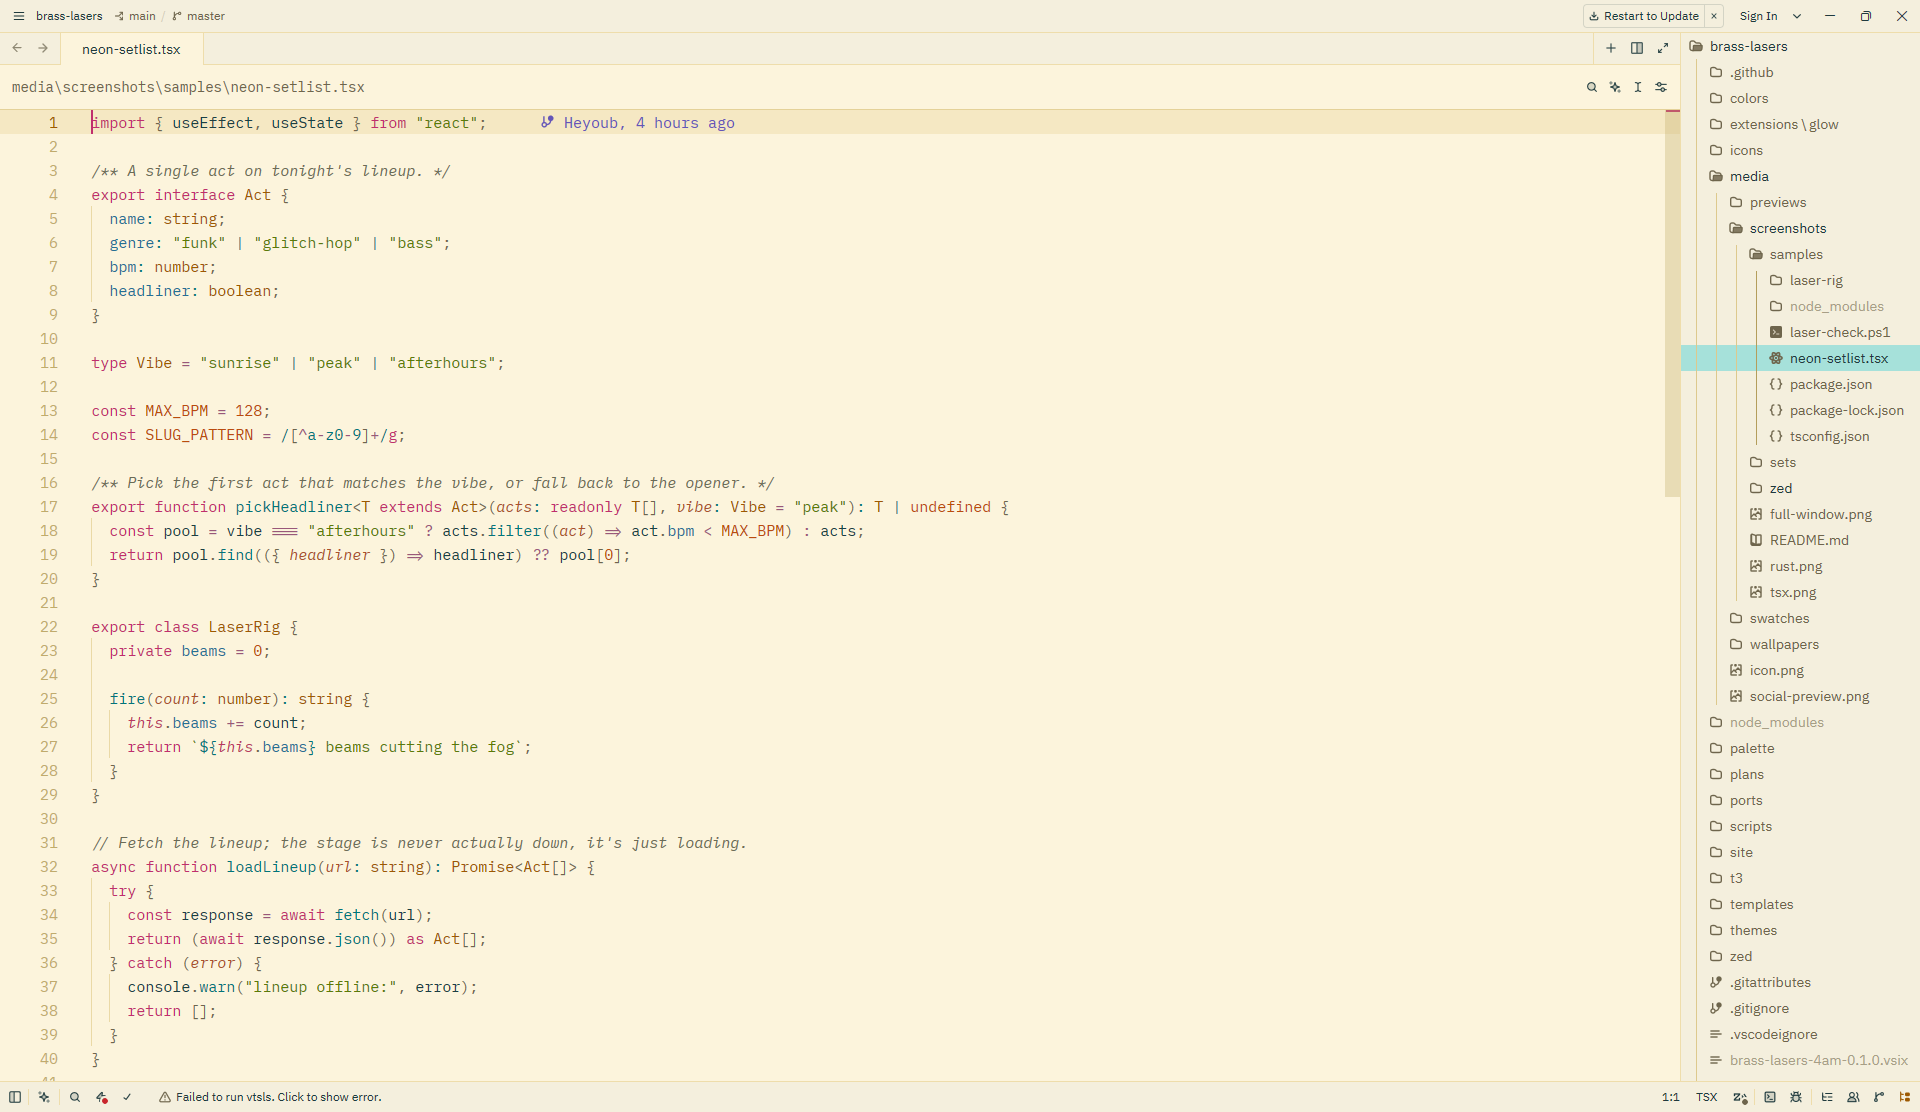 brass-lasers main / master
Restart to Update × Sign In
neon-setlist.tsx
media\screenshots\samples\neon-setlist.tsx
1 import { useEffect, useState } from "react"; Heyoub, 4 hours ago
2
3 /** A single act on tonight's lineup. */
4 export interface Act {
5 name: string;
6 genre: "funk" | "glitch-hop" | "bass";
7 bpm: number;
8 headliner: boolean;
9 }
10
11 type Vibe = "sunrise" | "peak" | "afterhours";
12
13 const MAX_BPM = 128;
14 const SLUG_PATTERN = /[^a-z0-9]+/g;
15
16 /** Pick the first act that matches the vibe, or fall back to the opener. */
17 export function pickHeadliner<T extends Act>(acts: readonly T[], vibe: Vibe = "peak"): T | undefined {
18 const pool = vibe === "afterhours" ? acts.filter((act) => act.bpm < MAX_BPM) : acts;
19 return pool.find(({ headliner }) => headliner) ?? pool[0];
20 }
21
22 export class LaserRig {
23 private beams = 0;
24
25 fire(count: number): string {
26 this.beams += count;
27 return `${this.beams} beams cutting the fog`;
28 }
29 }
30
31 // Fetch the lineup; the stage is never actually down, it's just loading.
32 async function loadLineup(url: string): Promise<Act[]> {
33 try {
34 const response = await fetch(url);
35 return (await response.json()) as Act[];
36 } catch (error) {
37 console.warn("lineup offline:", error);
38 return [];
39 }
40 }
41
brass-lasers
.github
colors
extensions \ glow
icons
media
previews
screenshots
samples
laser-rig
node_modules
laser-check.ps1
neon-setlist.tsx
package.json
package-lock.json
tsconfig.json
sets
zed
full-window.png
README.md
rust.png
tsx.png
swatches
wallpapers
icon.png
social-preview.png
node_modules
palette
plans
ports
scripts
site
t3
templates
themes
zed
.gitattributes
.gitignore
.vscodeignore
brass-lasers-4am-0.1.0.vsix
Failed to run vtsls. Click to show error.
1:1 TSX